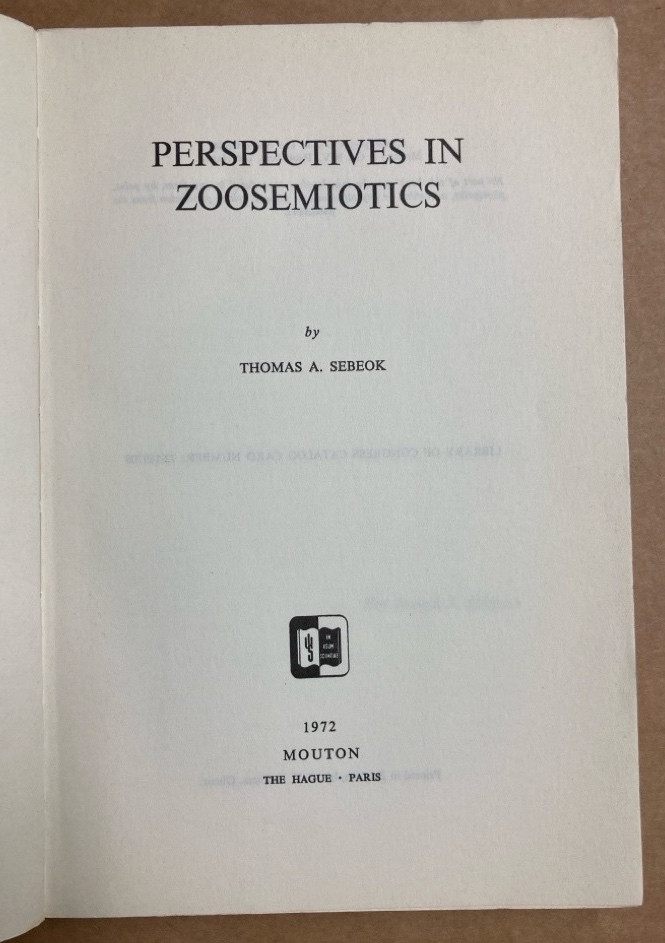 PERSPECTIVES IN
ZOOSEMIOTICS
by
THOMAS A. SEBEOK
1972
MOUTON
THE HAGUE · PARIS